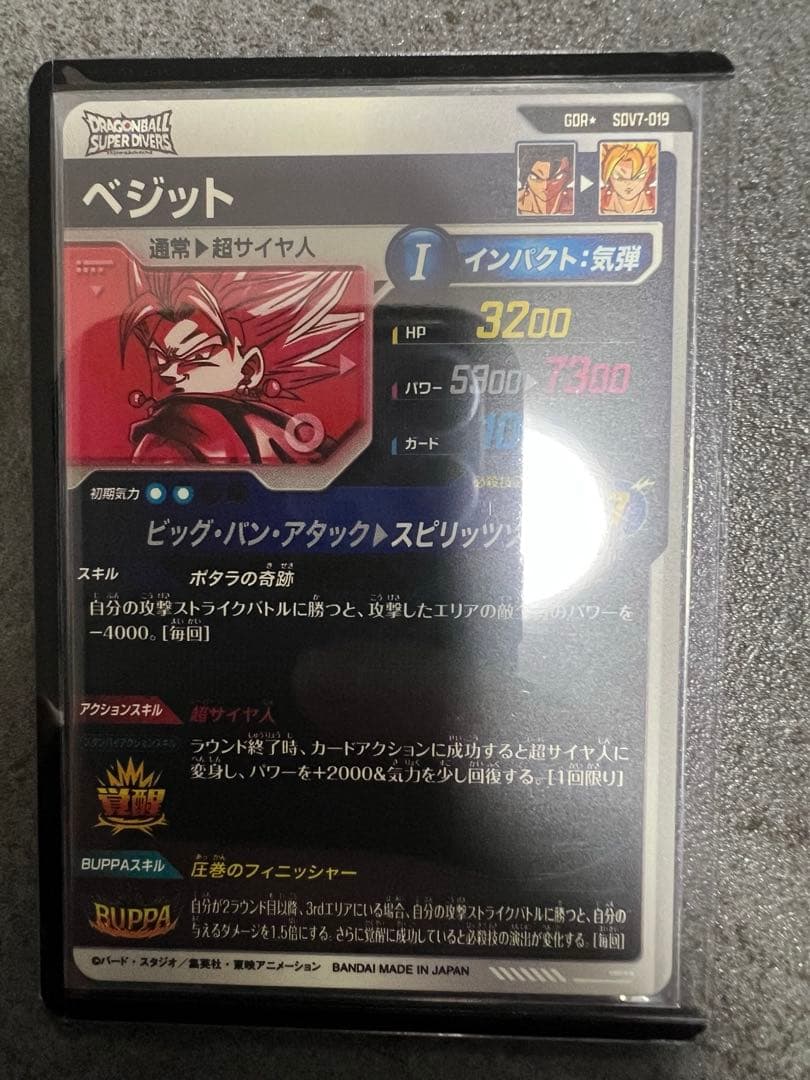 GDR★ SDV7-019
DRAGONBALL
SUPER DIVERS
ベジット
通常▶超サイヤ人
I インパクト:気弾
HP 3200
パワー 5300▶7300
ガード 10
初期気力
必殺技
ビッグ・バン・アタック▶スピリッツソ
スキル ポタラの奇跡
自分の攻撃ストライクバトルに勝つと、攻撃したエリアの敵 のパワーを
-4000。[毎回]
アクションスキル 超サイヤ人
ラウンド終了時、カードアクションに成功すると超サイヤ人に
変身し、パワーを+2000&気力を少し回復する。[1回限り]
覚醒
BUPPAスキル 圧巻のフィニッシャー
BUPPA
自分が2ラウンド目以降、3rdエリアにいる場合、自分の攻撃ストライクバトルに勝つと、自分の
与えるダメージを1.5倍にする。さらに覚醒に成功していると必殺技の演出が変化する。[毎回]
©バード・スタジオ/集英社・東映アニメーション BANDAI MADE IN JAPAN